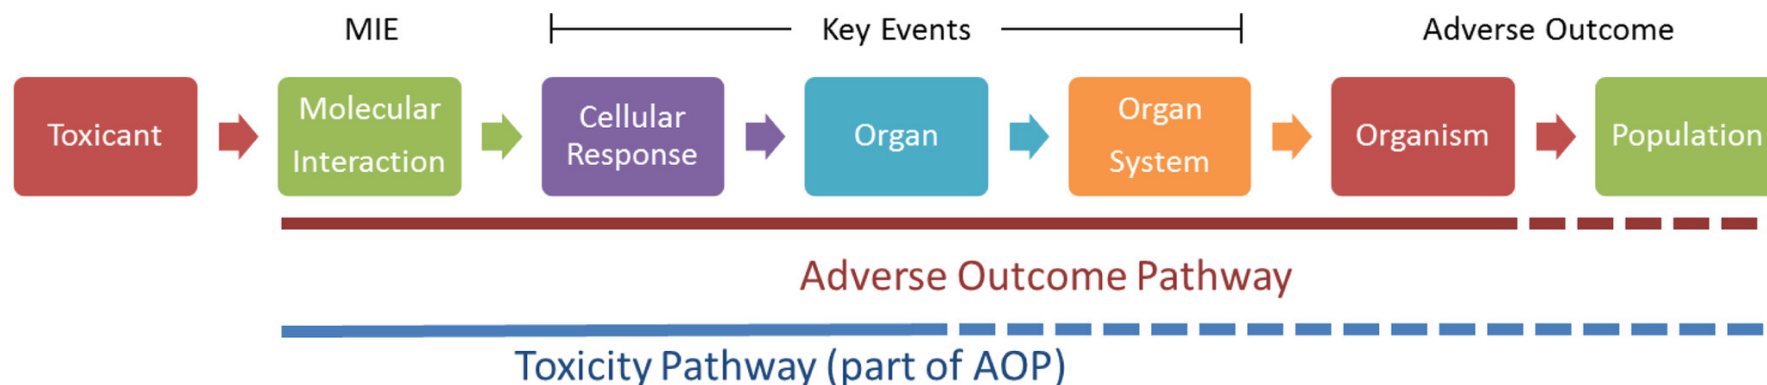 MIE
Key Events
Adverse Outcome
Toxicant
Molecular
Interaction
Cellular
Response
Organ
Organ
System
Organism
Population
Adverse Outcome Pathway
Toxicity Pathway (part of AOP)